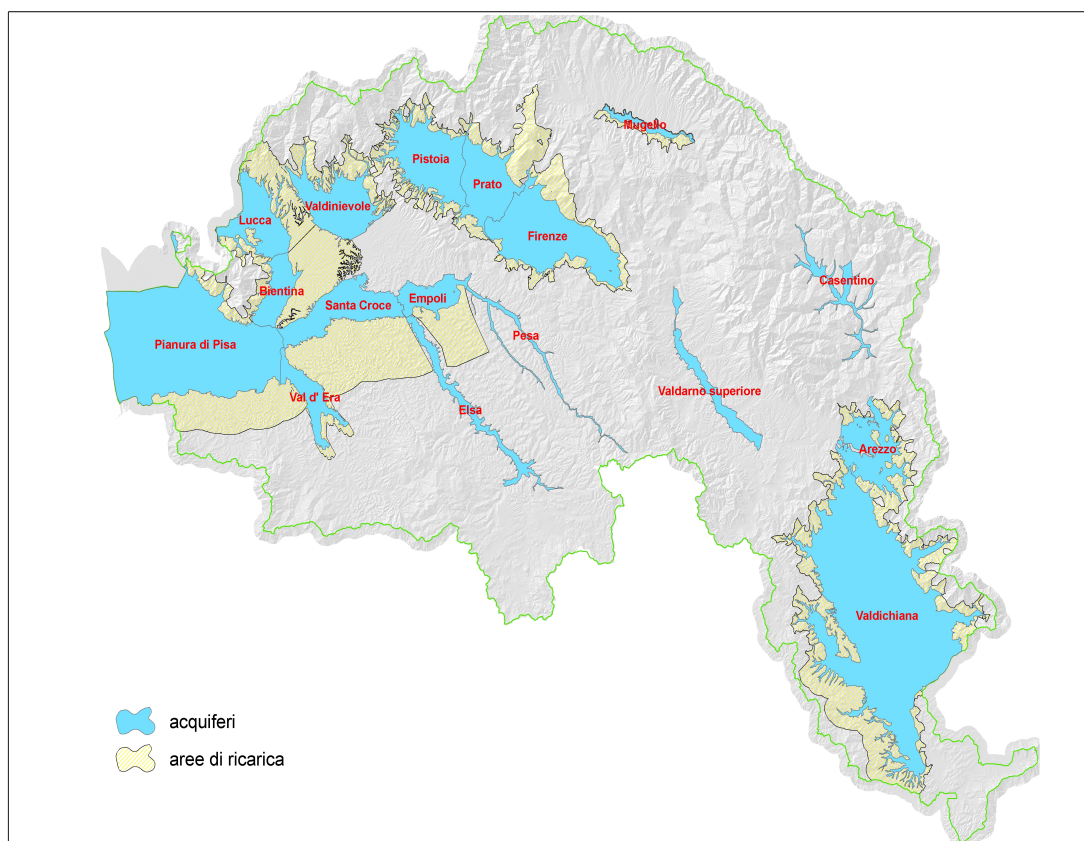 Mugello
Pistoia
Prato
Valdinievole
Lucca
Firenze
Casentino
Bientina
Santa Croce
Empoli
Pesa
Pianura di Pisa
Val d' Era
Elsa
Valdarno superiore
Arezzo
Valdichiana
acquiferi
aree di ricarica